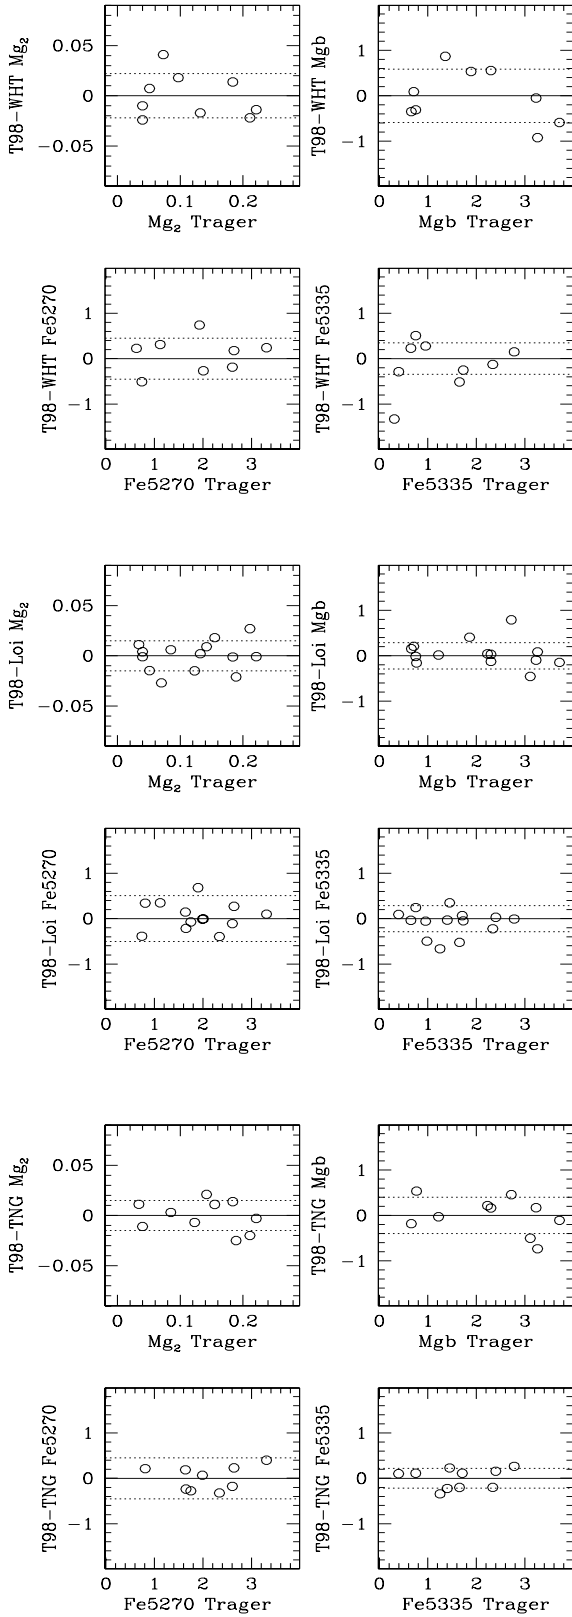 T98-WHT Mg₂
0.05
0
-0.05
0 0.1 0.2
Mg₂ Trager
T98-WHT Mgb
1
0
-1
0 1 2 3
Mgb Trager
T98-WHT Fe5270
1
0
-1
0 1 2 3
Fe5270 Trager
T98-WHT Fe5335
1
0
-1
0 1 2 3
Fe5335 Trager
T98-Loi Mg₂
0.05
0
-0.05
0 0.1 0.2
Mg₂ Trager
T98-Loi Mgb
1
0
-1
0 1 2 3
Mgb Trager
T98-Loi Fe5270
1
0
-1
0 1 2 3
Fe5270 Trager
T98-Loi Fe5335
1
0
-1
0 1 2 3
Fe5335 Trager
T98-TNG Mg₂
0.05
0
-0.05
0 0.1 0.2
Mg₂ Trager
T98-TNG Mgb
1
0
-1
0 1 2 3
Mgb Trager
T98-TNG Fe5270
1
0
-1
0 1 2 3
Fe5270 Trager
T98-TNG Fe5335
1
0
-1
0 1 2 3
Fe5335 Trager